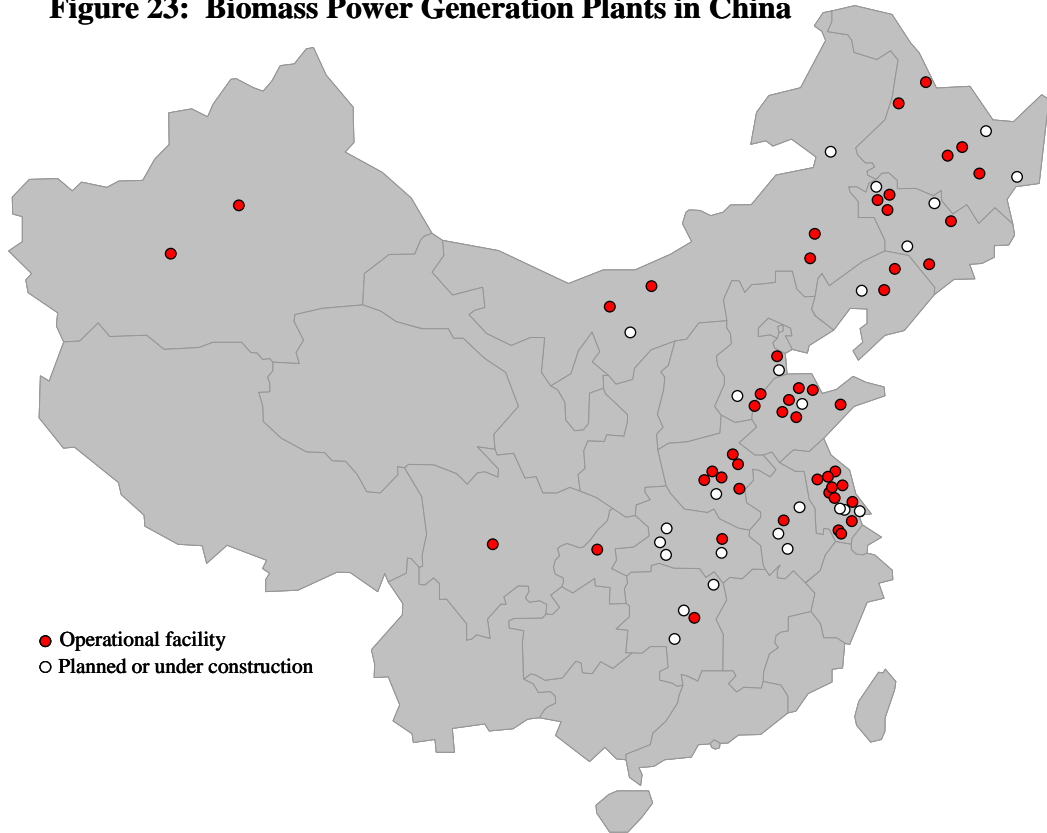 Figure 23: Biomass Power Generation Plants in China
Operational facility
Planned or under construction